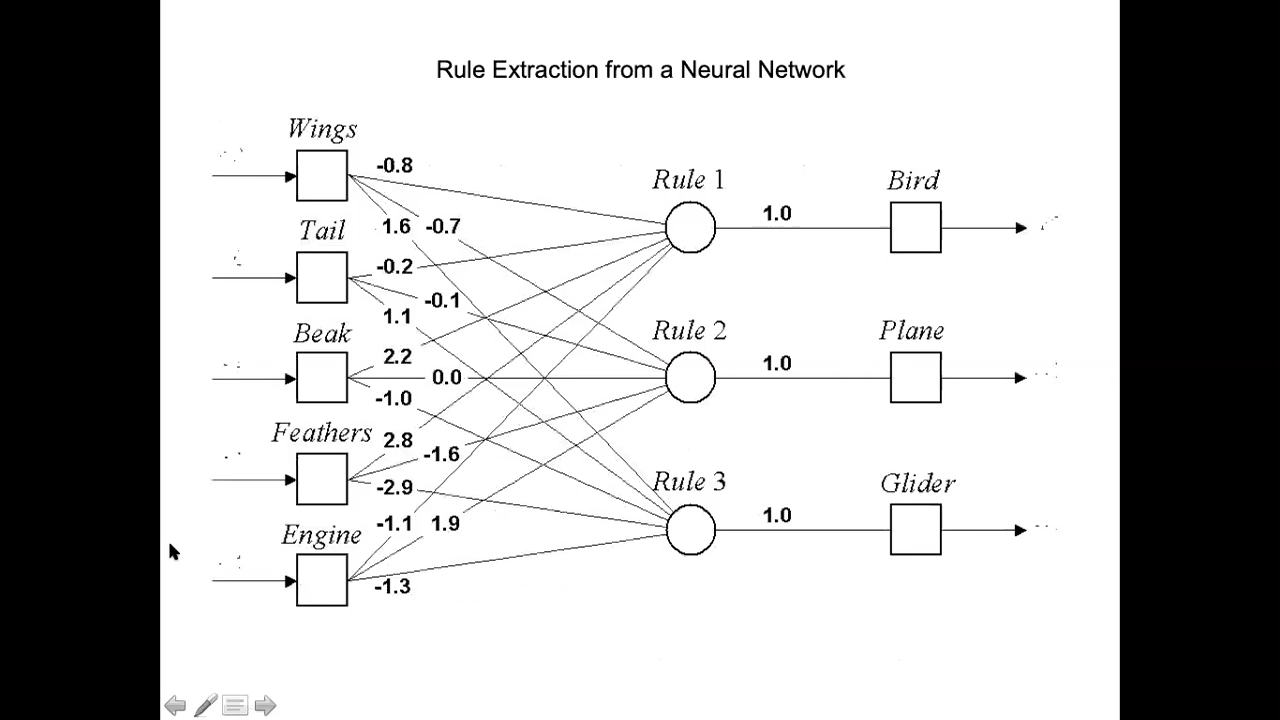 Rule Extraction from a Neural Network
Wings
-0.8
Rule 1
Bird
1.0
1.6 -0.7
Tail
-0.2
-0.1
1.1
Beak
Rule 2
Plane
2.2
1.0
0.0
-1.0
Feathers
2.8
-1.6
Rule 3
Glider
-2.9
1.0
Engine
-1.1 1.9
-1.3